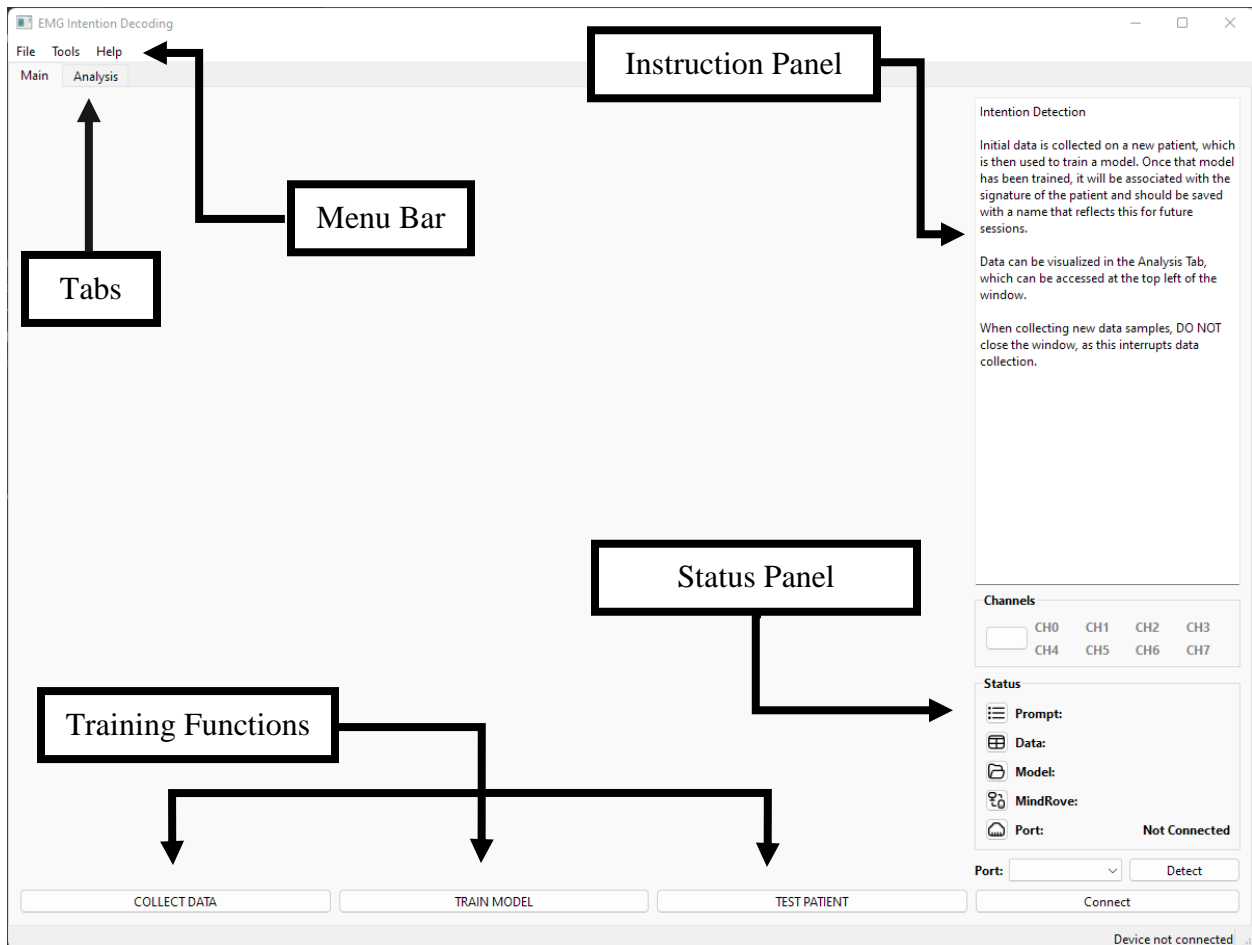 EMG Intention Decoding
File Tools Help
Main Analysis
Instruction Panel
Menu Bar
Tabs
Intention Detection
Initial data is collected on a new patient, which
is then used to train a model. Once that model
has been trained, it will be associated with the
signature of the patient and should be saved
with a name that reflects this for future
sessions.
Data can be visualized in the Analysis Tab,
which can be accessed at the top left of the
window.
When collecting new data samples, DO NOT
close the window, as this interrupts data
collection.
Status Panel
Training Functions
Channels
CH0 CH1 CH2 CH3
CH4 CH5 CH6 CH7
Status
Prompt:
Data:
Model:
MindRove:
Port: Not Connected
Port: Detect
COLLECT DATA TRAIN MODEL TEST PATIENT Connect
Device not connected